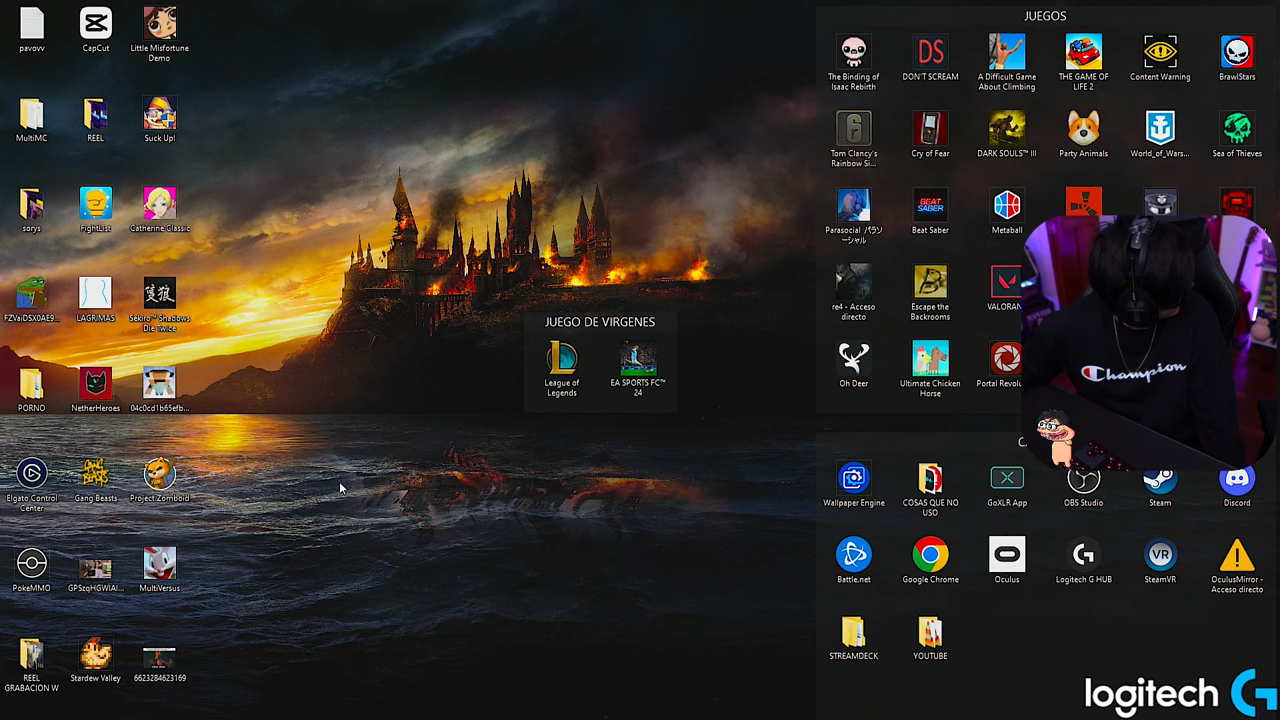 pavovv
CapCut
Little Misfortune
Demo
MultiMC
REEL
Suck Up!
sorys
FightList
Catherine Classic
FZVaiDSX0AE9...
LAGRIMAS
Sekiro™ Shadows
Die Twice
PORNO
NetherHeroes
04c0cd1b65efb...
Elgato Control
Center
Gang Beasts
Project Zomboid
PokeMMO
GPSzqHGWIAI...
MultiVersus
REEL
GRABACION W
Stardew Valley
6623284623169
JUEGO DE VIRGENES
League of
Legends
EA SPORTS FC™
24
JUEGOS
The Binding of
Isaac Rebirth
DS
DON'T SCREAM
A Difficult Game
About Climbing
THE GAME OF
LIFE 2
Content Warning
BrawlStars
Tom Clancy's
Rainbow Si...
Cry of Fear
DARK SOULS™ III
Party Animals
World_of_Wars...
Sea of Thieves
Parasocial パラソ
ーシャル
BEAT
SABER
Beat Saber
Metaball
re4 - Acceso
directo
Escape the
Backrooms
VALORAN
Oh Deer
Ultimate Chicken
Horse
Portal Revolu
Champion
Wallpaper Engine
COSAS QUE NO
USO
GoXLR App
OBS Studio
Steam
Discord
Battle.net
Google Chrome
Oculus
Logitech G HUB
VR
SteamVR
OculusMirror -
Acceso directo
STREAMDECK
YOUTUBE
logitech G